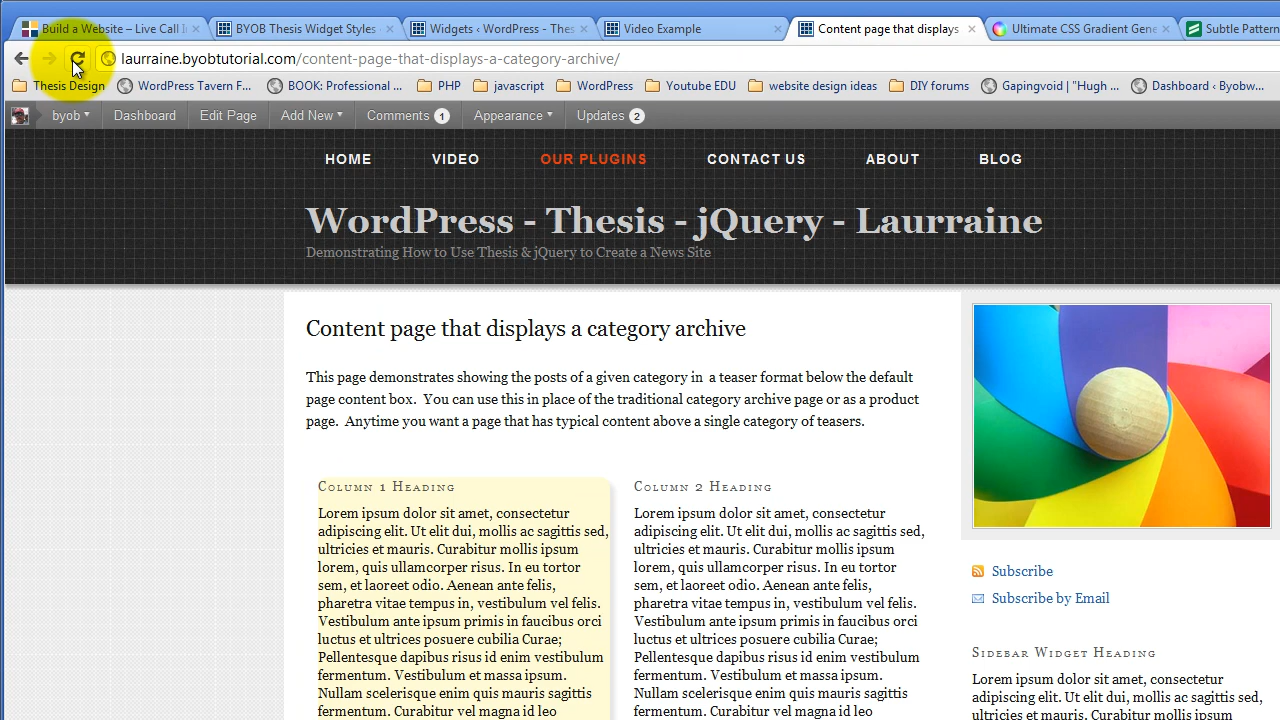 Build a Website – Live Call I
BYOB Thesis Widget Styles
Widgets ‹ WordPress - Thes
Video Example
Content page that displays
Ultimate CSS Gradient Gene
Subtle Pattern
laurraine.byobtutorial.com/content-page-that-displays-a-category-archive/
Thesis Design
WordPress Tavern F...
BOOK: Professional ...
PHP
javascript
WordPress
Youtube EDU
website design ideas
DIY forums
Gapingvoid | "Hugh ...
Dashboard ‹ Byobw...
byob
Dashboard
Edit Page
Add New
Comments 1
Appearance
Updates 2
HOME
VIDEO
OUR PLUGINS
CONTACT US
ABOUT
BLOG
WordPress - Thesis - jQuery - Laurraine
Demonstrating How to Use Thesis & jQuery to Create a News Site
Content page that displays a category archive
This page demonstrates showing the posts of a given category in  a teaser format below the default
page content box.  You can use this in place of the traditional category archive page or as a product
page.  Anytime you want a page that has typical content above a single category of teasers.
Column 1 Heading
Lorem ipsum dolor sit amet, consectetur
adipiscing elit. Ut elit dui, mollis ac sagittis sed,
ultricies et mauris. Curabitur mollis ipsum
lorem, quis ullamcorper risus. In eu tortor
sem, et laoreet odio. Aenean ante felis,
pharetra vitae tempus in, vestibulum vel felis.
Vestibulum ante ipsum primis in faucibus orci
luctus et ultrices posuere cubilia Curae;
Pellentesque dapibus risus id enim vestibulum
fermentum. Vestibulum et massa ipsum.
Nullam scelerisque enim quis mauris sagittis
fermentum. Curabitur vel magna id leo
Column 2 Heading
Lorem ipsum dolor sit amet, consectetur
adipiscing elit. Ut elit dui, mollis ac sagittis sed,
ultricies et mauris. Curabitur mollis ipsum
lorem, quis ullamcorper risus. In eu tortor
sem, et laoreet odio. Aenean ante felis,
pharetra vitae tempus in, vestibulum vel felis.
Vestibulum ante ipsum primis in faucibus orci
luctus et ultrices posuere cubilia Curae;
Pellentesque dapibus risus id enim vestibulum
fermentum. Vestibulum et massa ipsum.
Nullam scelerisque enim quis mauris sagittis
fermentum. Curabitur vel magna id leo
Subscribe
Subscribe by Email
Sidebar Widget Heading
Lorem ipsum dolor sit amet, consectetur
adipiscing elit. Ut elit dui, mollis ac sagittis sed,
ultricies et mauris. Curabitur mollis ipsum